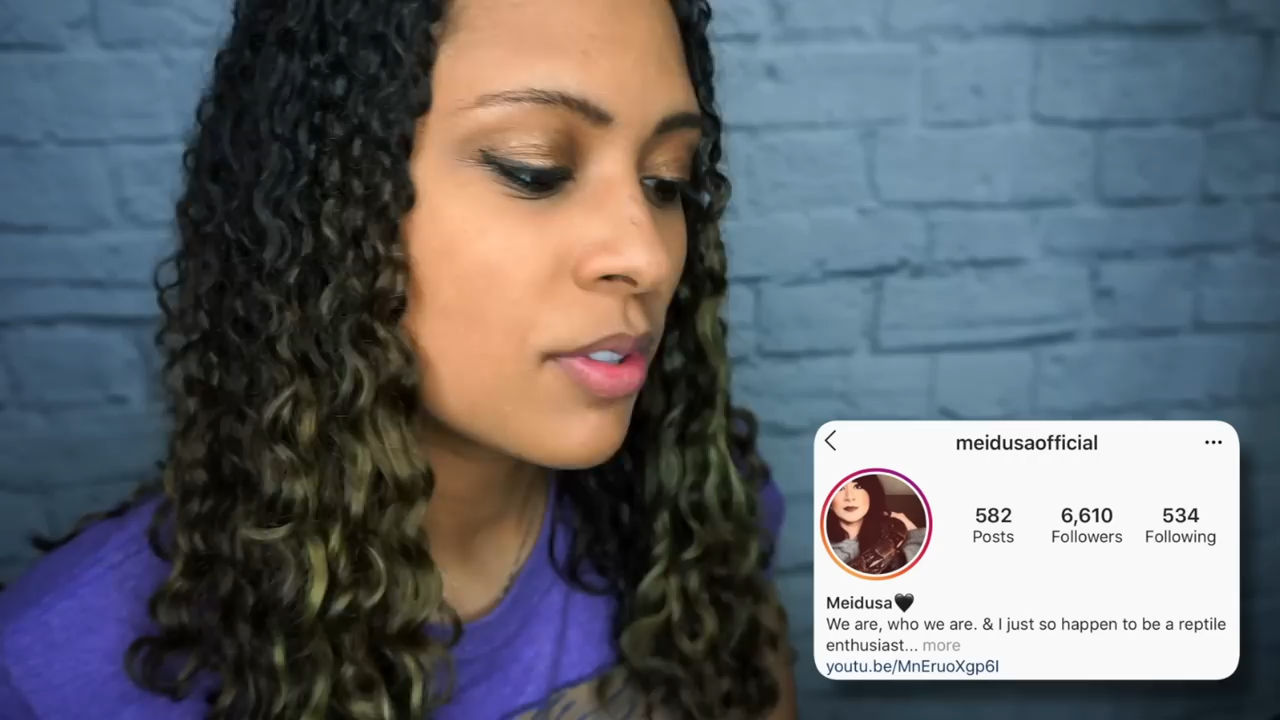 meidusaofficial
582
6,610
534
Posts
Followers
Following
Meidusa🖤
We are, who we are. & I just so happen to be a reptile
enthusiast... more
youtu.be/MnEruoXgp6I